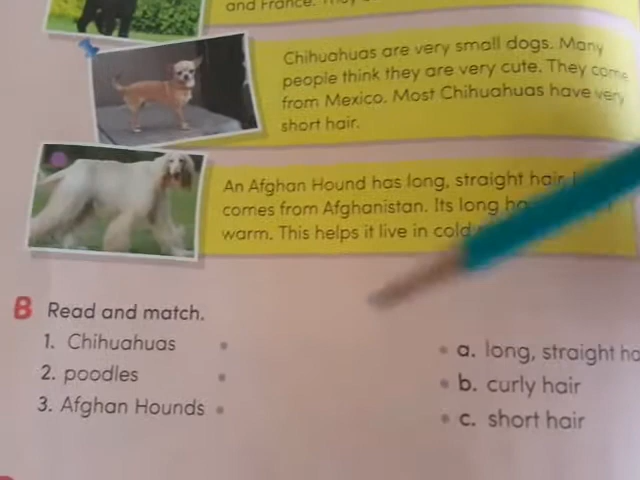 and France. They
Chihuahuas are very small dogs. Many
people think they are very cute. They come
from Mexico. Most Chihuahuas have very
short hair.
An Afghan Hound has long, straight hair.
comes from Afghanistan. Its long
warm. This helps it live in cold
B Read and match.
1. Chihuahuas
2. poodles
3. Afghan Hounds
a. long, straight
b. curly hair
c. short hair